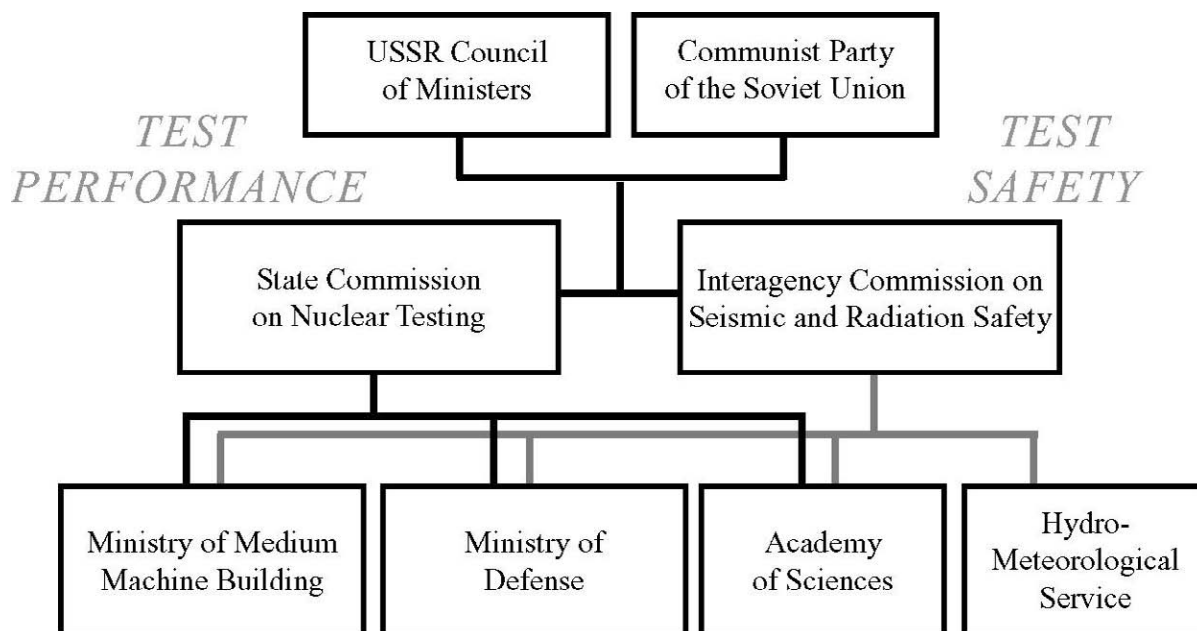 USSR Council
of Ministers
Communist Party
of the Soviet Union
TEST
PERFORMANCE
TEST
SAFETY
State Commission
on Nuclear Testing
Interagency Commission on
Seismic and Radiation Safety
Ministry of Medium
Machine Building
Ministry of
Defense
Academy
of Sciences
Hydro-
Meteorological
Service